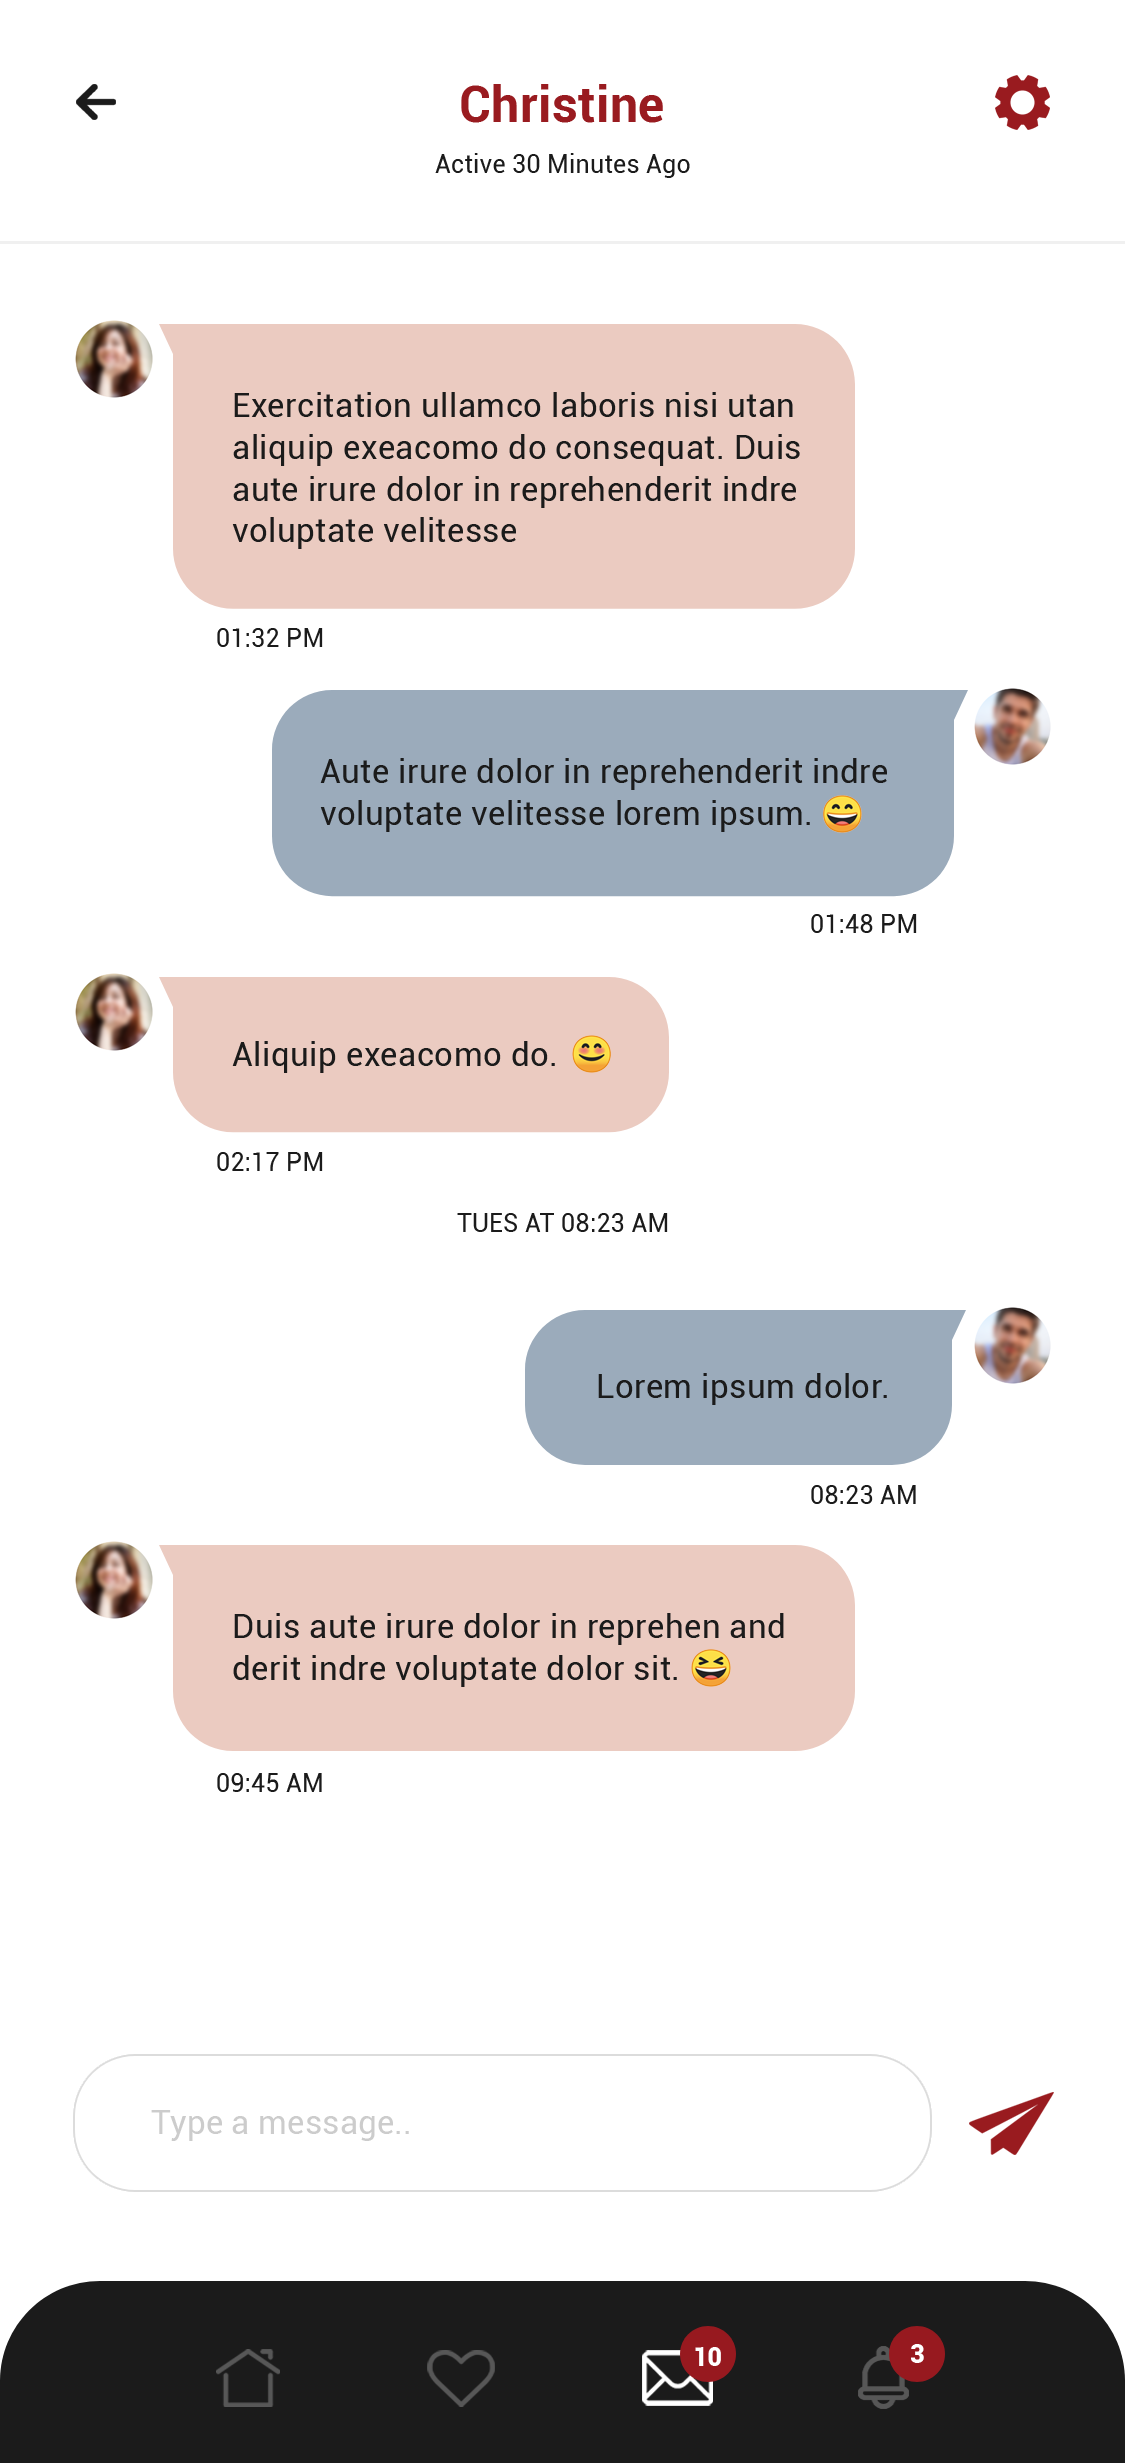 Christine
Active 30 Minutes Ago
Exercitation ullamco laboris nisi utan
aliquip exeacomo do consequat. Duis
aute irure dolor in reprehenderit indre
voluptate velitesse
01:32 PM
Aute irure dolor in reprehenderit indre
voluptate velitesse lorem ipsum. 😄
01:48 PM
Aliquip exeacomo do. 😊
02:17 PM
TUES AT 08:23 AM
Lorem ipsum dolor.
08:23 AM
Duis aute irure dolor in reprehen and
derit indre voluptate dolor sit. 😆
09:45 AM
Type a message..
10
3